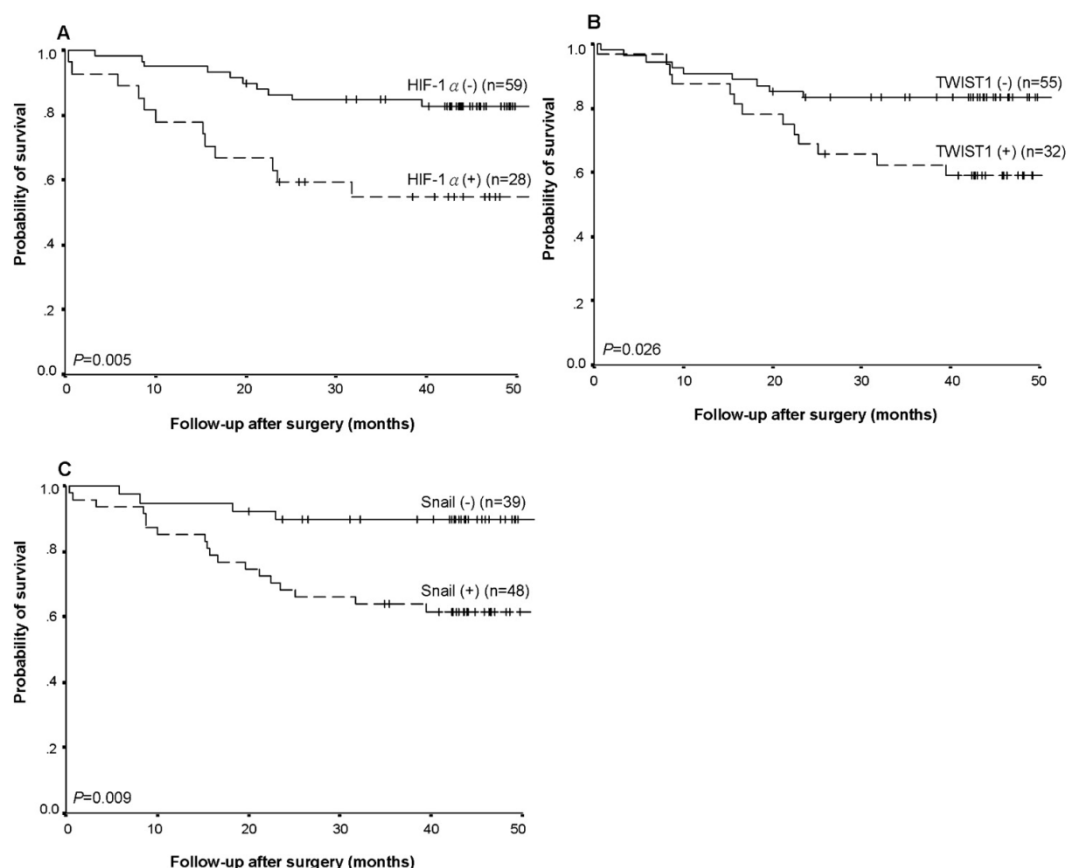 A
1.0
.8
.6
.4
.2
0.0
Probability of survival
HIF-1 α (-) (n=59)
HIF-1 α (+) (n=28)
P=0.005
0 10 20 30 40 50
Follow-up after surgery (months)
B
1.0
.8
.6
.4
.2
0.0
Probability of survival
TWIST1 (-) (n=55)
TWIST1 (+) (n=32)
P=0.026
0 10 20 30 40 50
Follow-up after surgery (months)
C
1.0
.8
.6
.4
.2
0.0
Probability of survival
Snail (-) (n=39)
Snail (+) (n=48)
P=0.009
0 10 20 30 40 50
Follow-up after surgery (months)